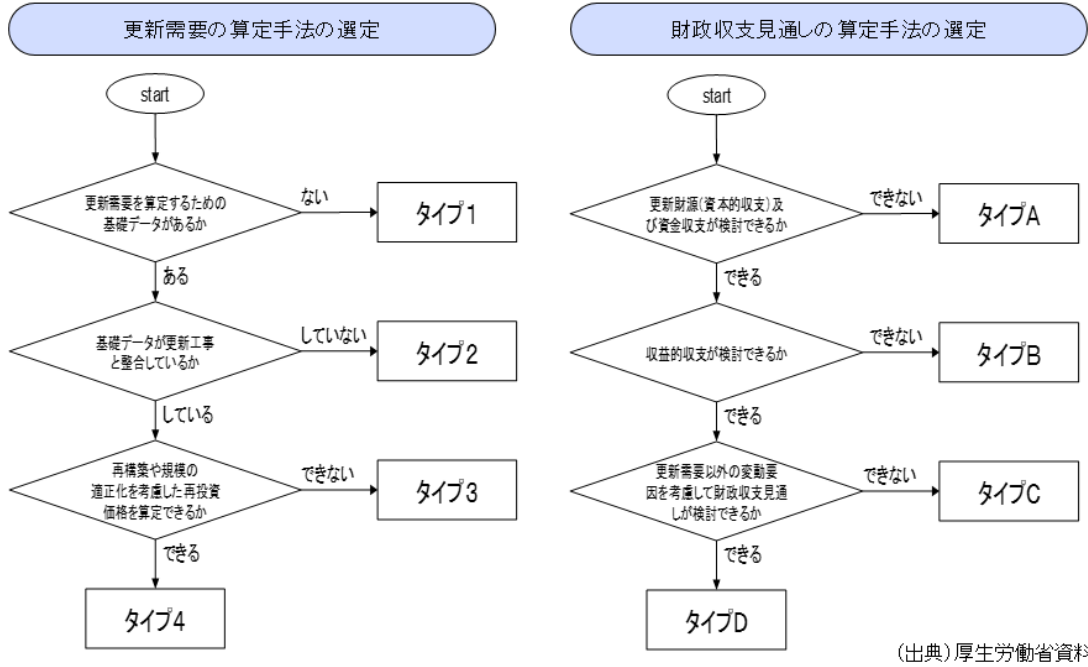 更新需要の算定手法の選定
start
更新需要を算定するための
基礎データがあるか
ない
タイプ1
ある
基礎データが更新工事
と整合しているか
していない
タイプ2
している
再構築や規模の
適正化を考慮した再投資
価格を算定できるか
できない
タイプ3
できる
タイプ4
財政収支見通しの算定手法の選定
start
更新財源(資本的収支)及
び資金収支が検討できるか
できない
タイプA
できる
収益的収支が検討できるか
できない
タイプB
できる
更新需要以外の変動要
因を考慮して財政収支見通
しが検討できるか
できない
タイプC
できる
タイプD
(出典)厚生労働省資料